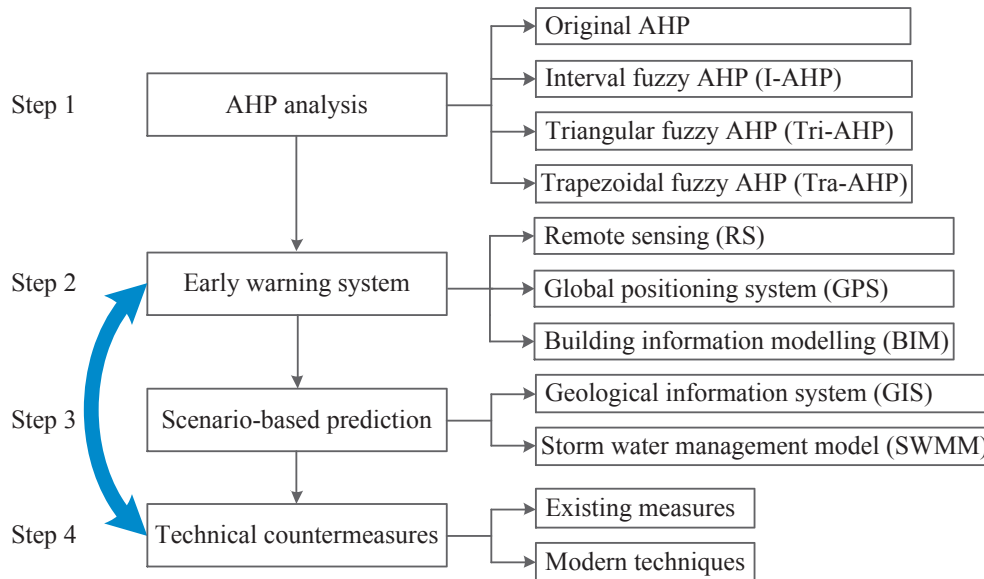 Step 1
AHP analysis
Original AHP
Interval fuzzy AHP (I-AHP)
Triangular fuzzy AHP (Tri-AHP)
Trapezoidal fuzzy AHP (Tra-AHP)
Step 2
Early warning system
Remote sensing (RS)
Global positioning system (GPS)
Building information modelling (BIM)
Step 3
Scenario-based prediction
Geological information system (GIS)
Storm water management model (SWMM)
Step 4
Technical countermeasures
Existing measures
Modern techniques